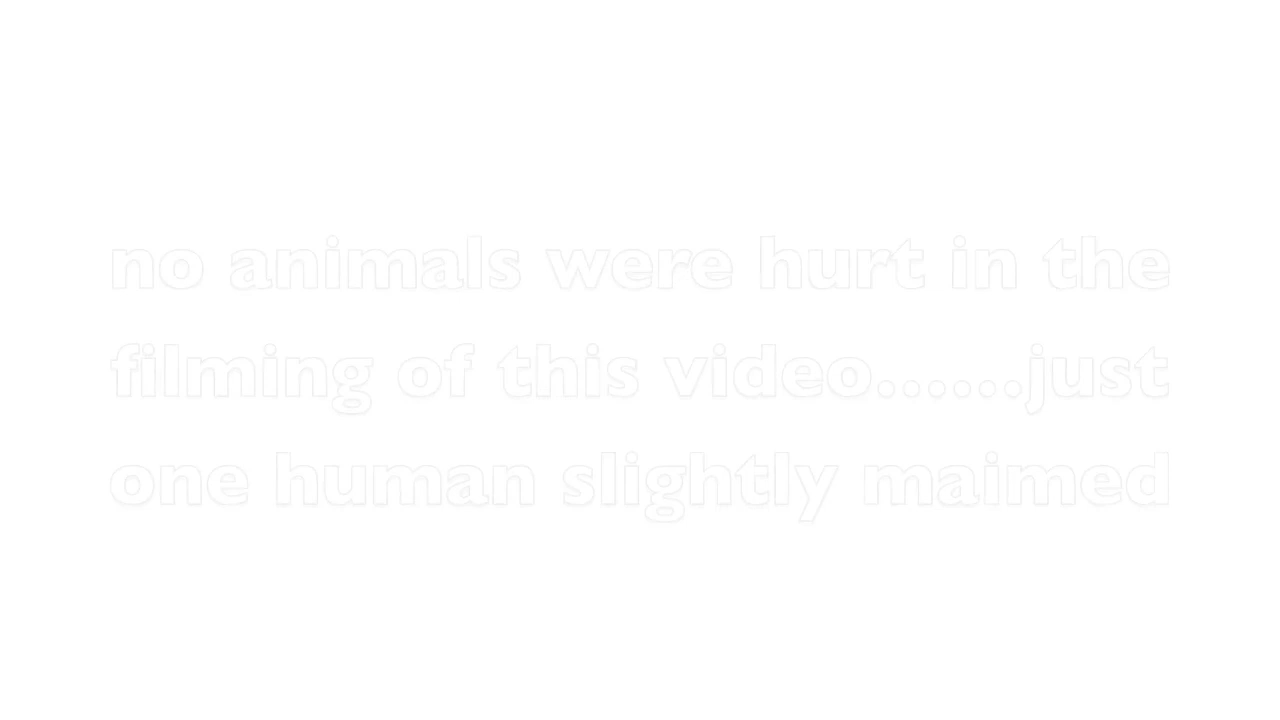 no animals were hurt in the
filming of this video......just
one human slightly maimed